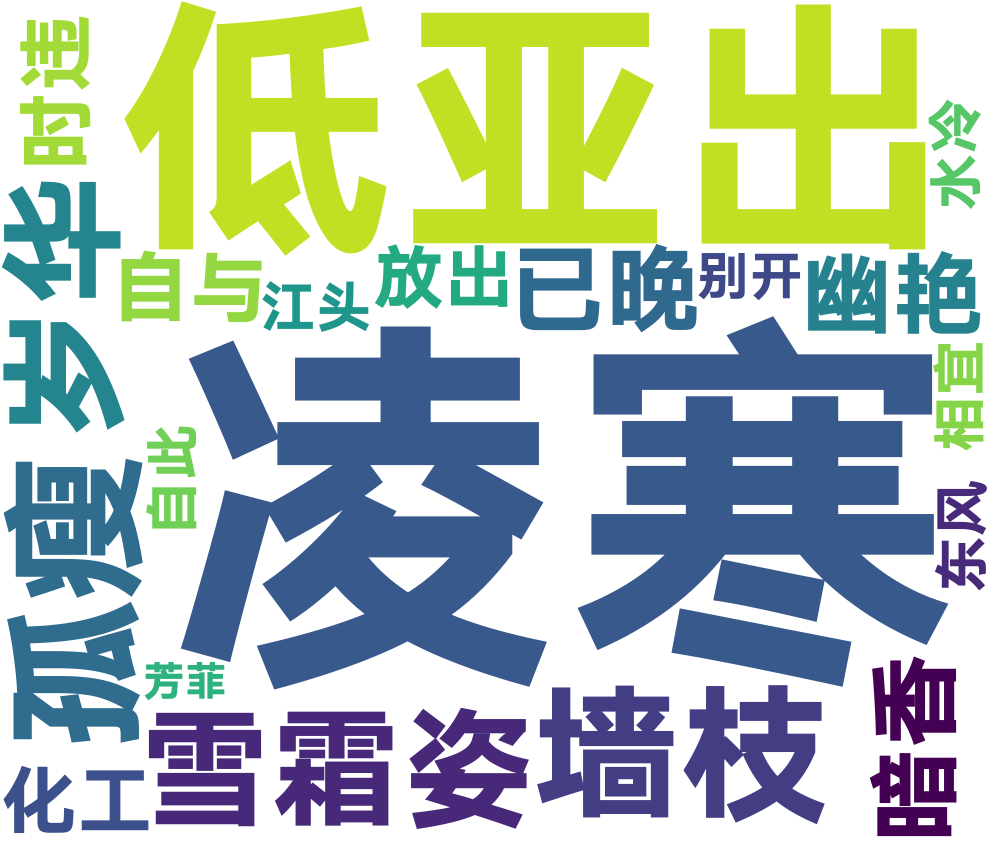 低亚出
时违
水冷
岁华
自与
江头
放出
已晚
别开
幽艳
凌寒
相宜
自此
东风
孤瘦
芳菲
雪霜姿
墙枝
暗香
化工